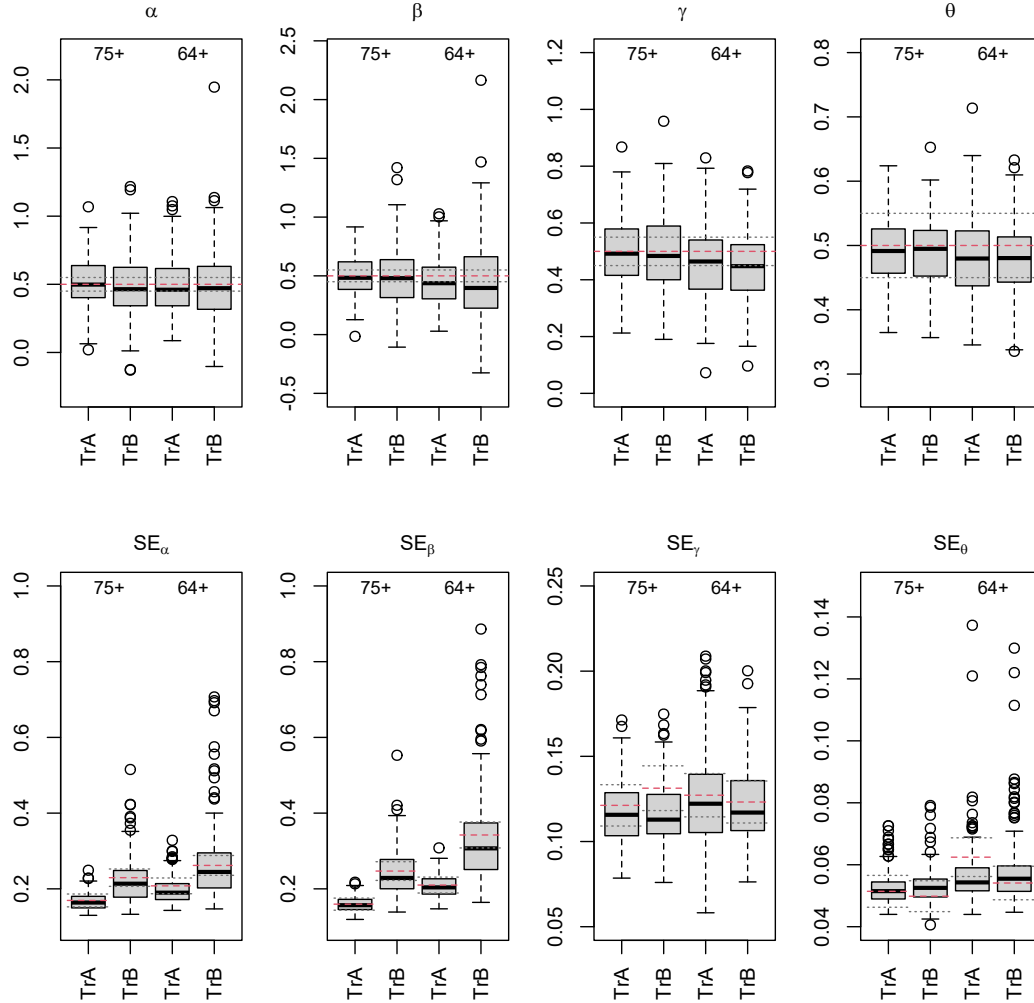 α β γ θ
75+ 64+ 75+ 64+ 75+ 64+ 75+ 64+
0.0 0.5 1.0 1.5 2.0
-0.5 0.0 0.5 1.0 1.5 2.0 2.5
0.0 0.2 0.4 0.6 0.8 1.0 1.2
0.3 0.4 0.5 0.6 0.7 0.8
TrA TrB TrA TrB TrA TrB TrA TrB TrA TrB TrA TrB TrA TrB TrA TrB
SEα SEβ SEγ SEθ
75+ 64+ 75+ 64+ 75+ 64+ 75+ 64+
0.2 0.4 0.6 0.8 1.0
0.2 0.4 0.6 0.8 1.0
0.05 0.10 0.15 0.20 0.25
0.04 0.06 0.08 0.10 0.12 0.14
TrA TrB TrA TrB TrA TrB TrA TrB TrA TrB TrA TrB TrA TrB TrA TrB